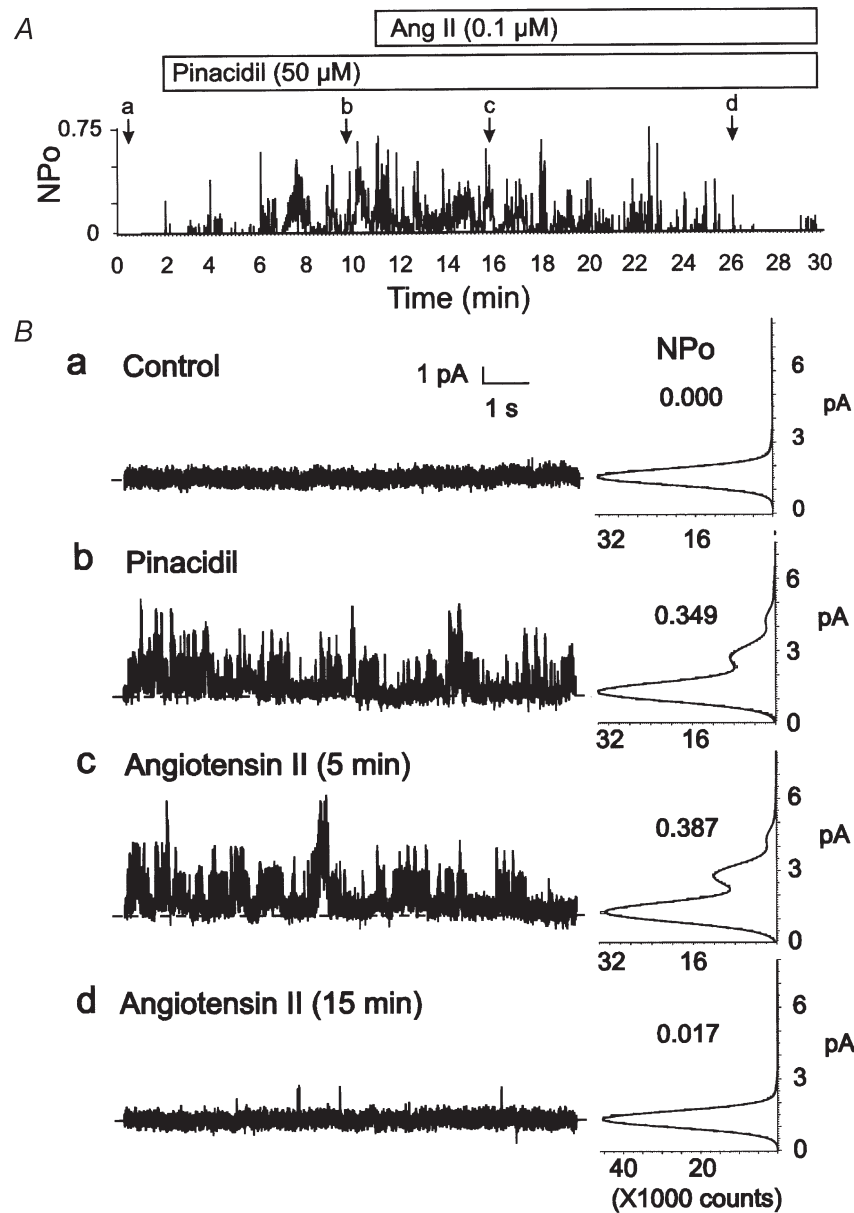 A
Ang II (0.1 µM)
Pinacidil (50 µM)
a b c d
0.75
NPo
0
0 2 4 6 8 10 12 14 16 18 20 22 24 26 28 30
Time (min)
B
a Control
1 pA
1 s
NPo
0.000
6
pA
3
0
32 16
b Pinacidil
0.349
6
pA
3
0
32 16
c Angiotensin II (5 min)
0.387
6
pA
3
0
32 16
d Angiotensin II (15 min)
0.017
6
pA
3
0
40 20
(X1000 counts)